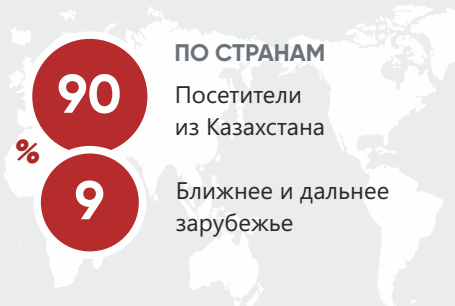 ПО СТРАНАМ
90
Посетители
из Казахстана
%
9
Ближнее и дальнее
зарубежье